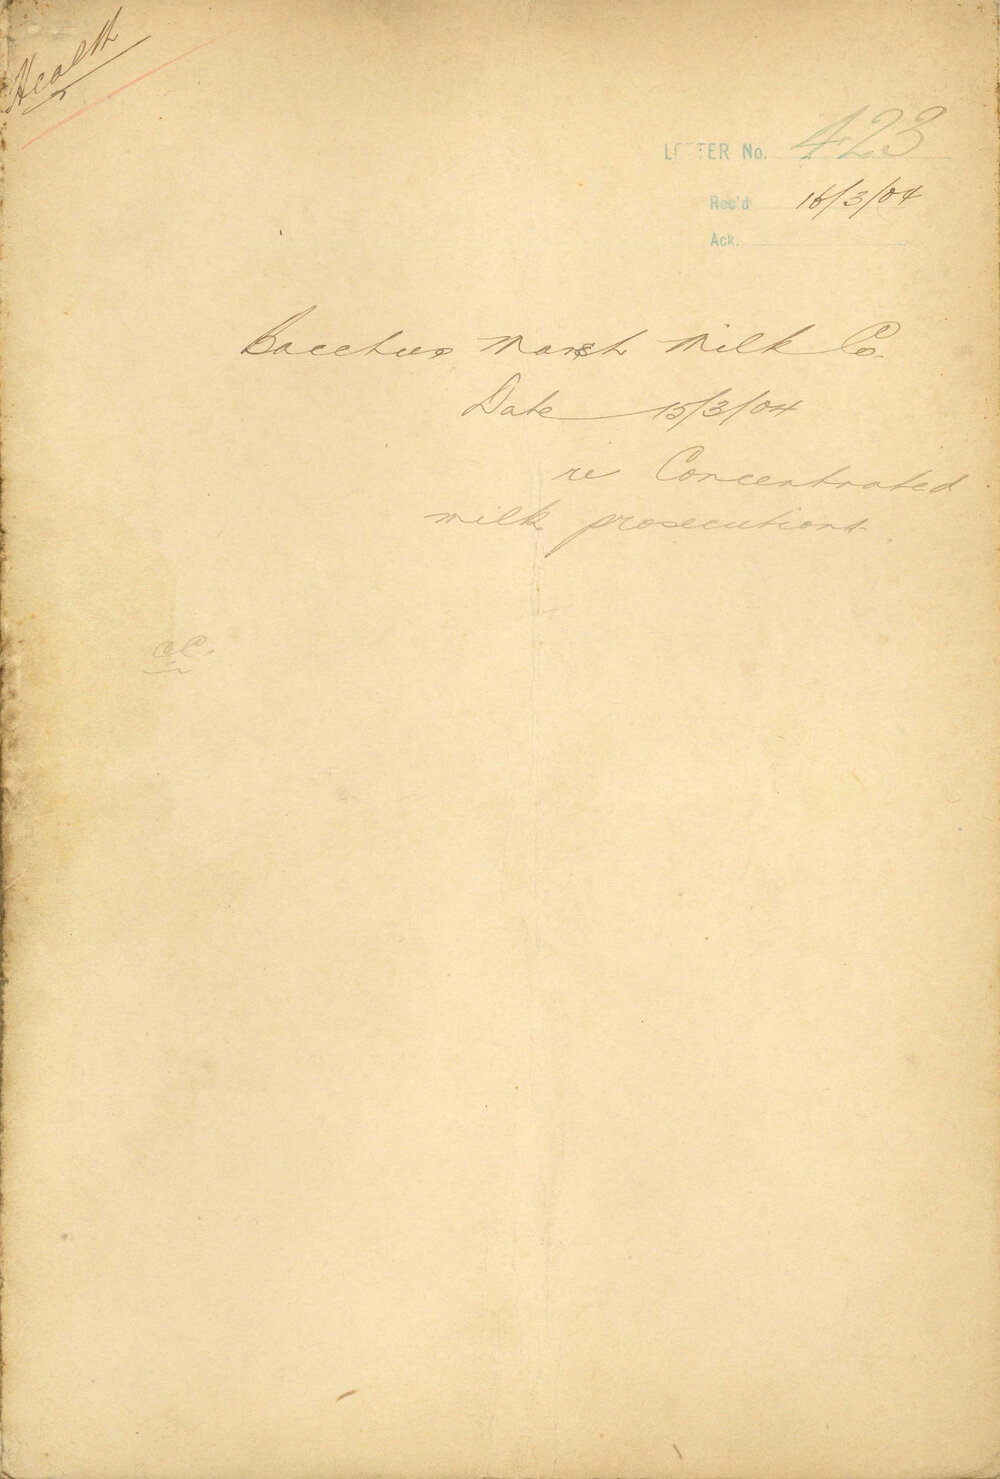 Health
LETTER No. 423
Rec'd 16/3/04
Ack.
Bacchus Marsh Milk Co.
Date 15/3/04
re Concentrated
milk prosecutions